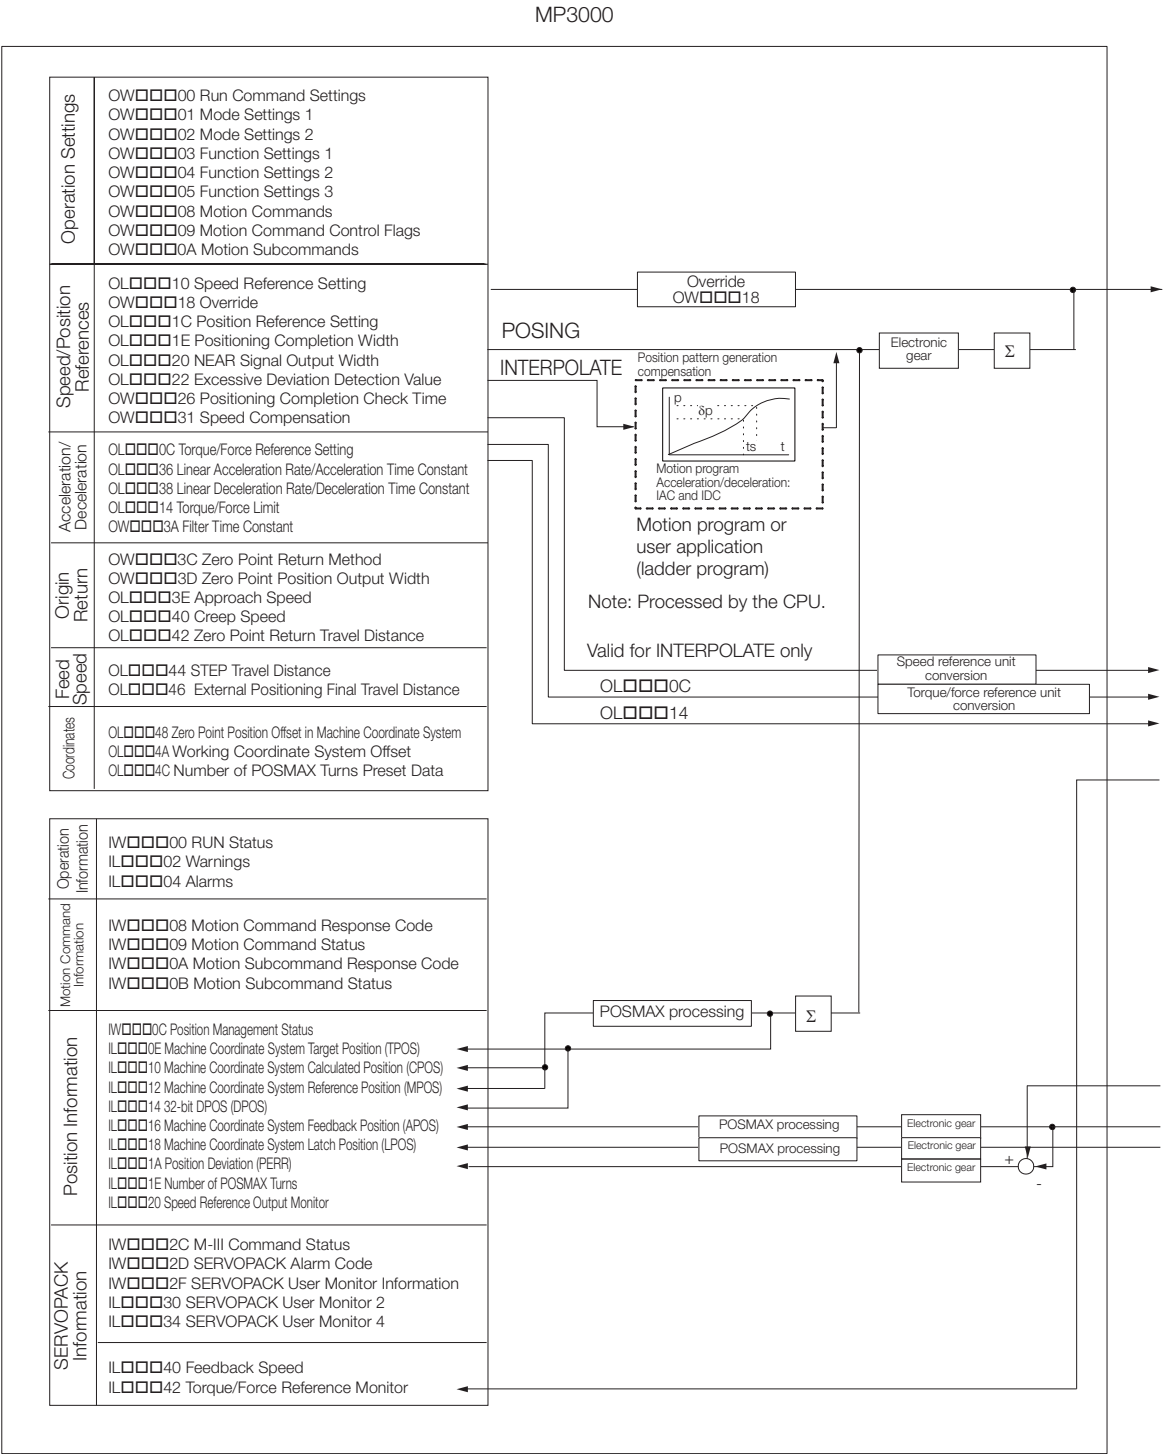 MP3000
Operation Settings
OW□□□00 Run Command Settings
OW□□□01 Mode Settings 1
OW□□□02 Mode Settings 2
OW□□□03 Function Settings 1
OW□□□04 Function Settings 2
OW□□□05 Function Settings 3
OW□□□08 Motion Commands
OW□□□09 Motion Command Control Flags
OW□□□0A Motion Subcommands
Speed/Position
References
OL□□□10 Speed Reference Setting
OW□□□18 Override
OL□□□1C Position Reference Setting
OL□□□1E Positioning Completion Width
OL□□□20 NEAR Signal Output Width
OL□□□22 Excessive Deviation Detection Value
OW□□□26 Positioning Completion Check Time
OW□□□31 Speed Compensation
Acceleration/
Deceleration
OL□□□0C Torque/Force Reference Setting
OL□□□36 Linear Acceleration Rate/Acceleration Time Constant
OL□□□38 Linear Deceleration Rate/Deceleration Time Constant
OL□□□14 Torque/Force Limit
OW□□□3A Filter Time Constant
Origin
Return
OW□□□3C Zero Point Return Method
OW□□□3D Zero Point Position Output Width
OL□□□3E Approach Speed
OL□□□40 Creep Speed
OL□□□42 Zero Point Return Travel Distance
Feed
Speed
OL□□□44 STEP Travel Distance
OL□□□46 External Positioning Final Travel Distance
Coordinates
OL□□□48 Zero Point Position Offset in Machine Coordinate System
OL□□□4A Working Coordinate System Offset
OL□□□4C Number of POSMAX Turns Preset Data
Override
OW□□□18
POSING
INTERPOLATE
Position pattern generation
compensation
p
δp
ts
t
Motion program
Acceleration/deceleration:
IAC and IDC
Motion program or
user application
(ladder program)
Note: Processed by the CPU.
Electronic
gear
Σ
Valid for INTERPOLATE only
Speed reference unit
conversion
OL□□□0C
Torque/force reference unit
conversion
OL□□□14
Operation
Information
IW□□□00 RUN Status
IL□□□02 Warnings
IL□□□04 Alarms
Motion Command
Information
IW□□□08 Motion Command Response Code
IW□□□09 Motion Command Status
IW□□□0A Motion Subcommand Response Code
IW□□□0B Motion Subcommand Status
Position Information
IW□□□0C Position Management Status
IL□□□0E Machine Coordinate System Target Position (TPOS)
IL□□□10 Machine Coordinate System Calculated Position (CPOS)
IL□□□12 Machine Coordinate System Reference Position (MPOS)
IL□□□14 32-bit DPOS (DPOS)
IL□□□16 Machine Coordinate System Feedback Position (APOS)
IL□□□18 Machine Coordinate System Latch Position (LPOS)
IL□□□1A Position Deviation (PERR)
IL□□□1E Number of POSMAX Turns
IL□□□20 Speed Reference Output Monitor
POSMAX processing
Σ
POSMAX processing
Electronic gear
POSMAX processing
Electronic gear
Electronic gear
+
-
SERVOPACK
Information
IW□□□2C M-III Command Status
IW□□□2D SERVOPACK Alarm Code
IW□□□2F SERVOPACK User Monitor Information
IL□□□30 SERVOPACK User Monitor 2
IL□□□34 SERVOPACK User Monitor 4
IL□□□40 Feedback Speed
IL□□□42 Torque/Force Reference Monitor